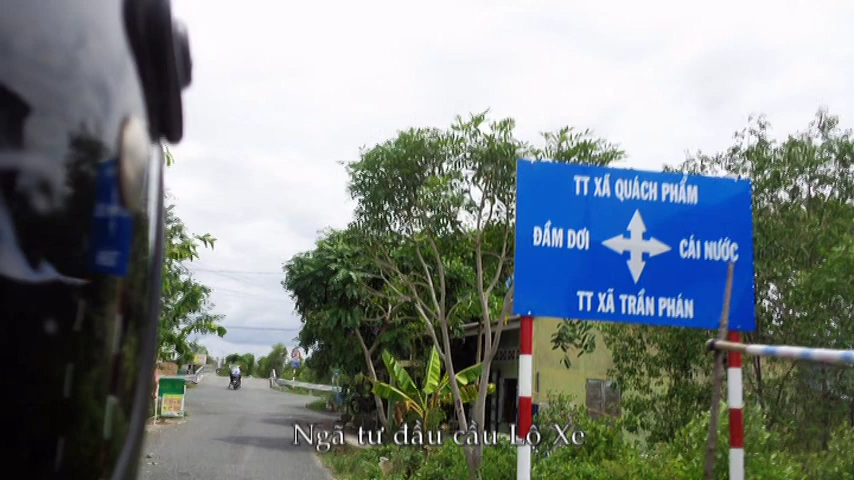 TT XÃ QUÁCH PHẨM
ĐẦM DƠI
CÁI NƯỚC
TT XÃ TRẦN PHÁN
Ngã tư đầu cầu Lộ Xe